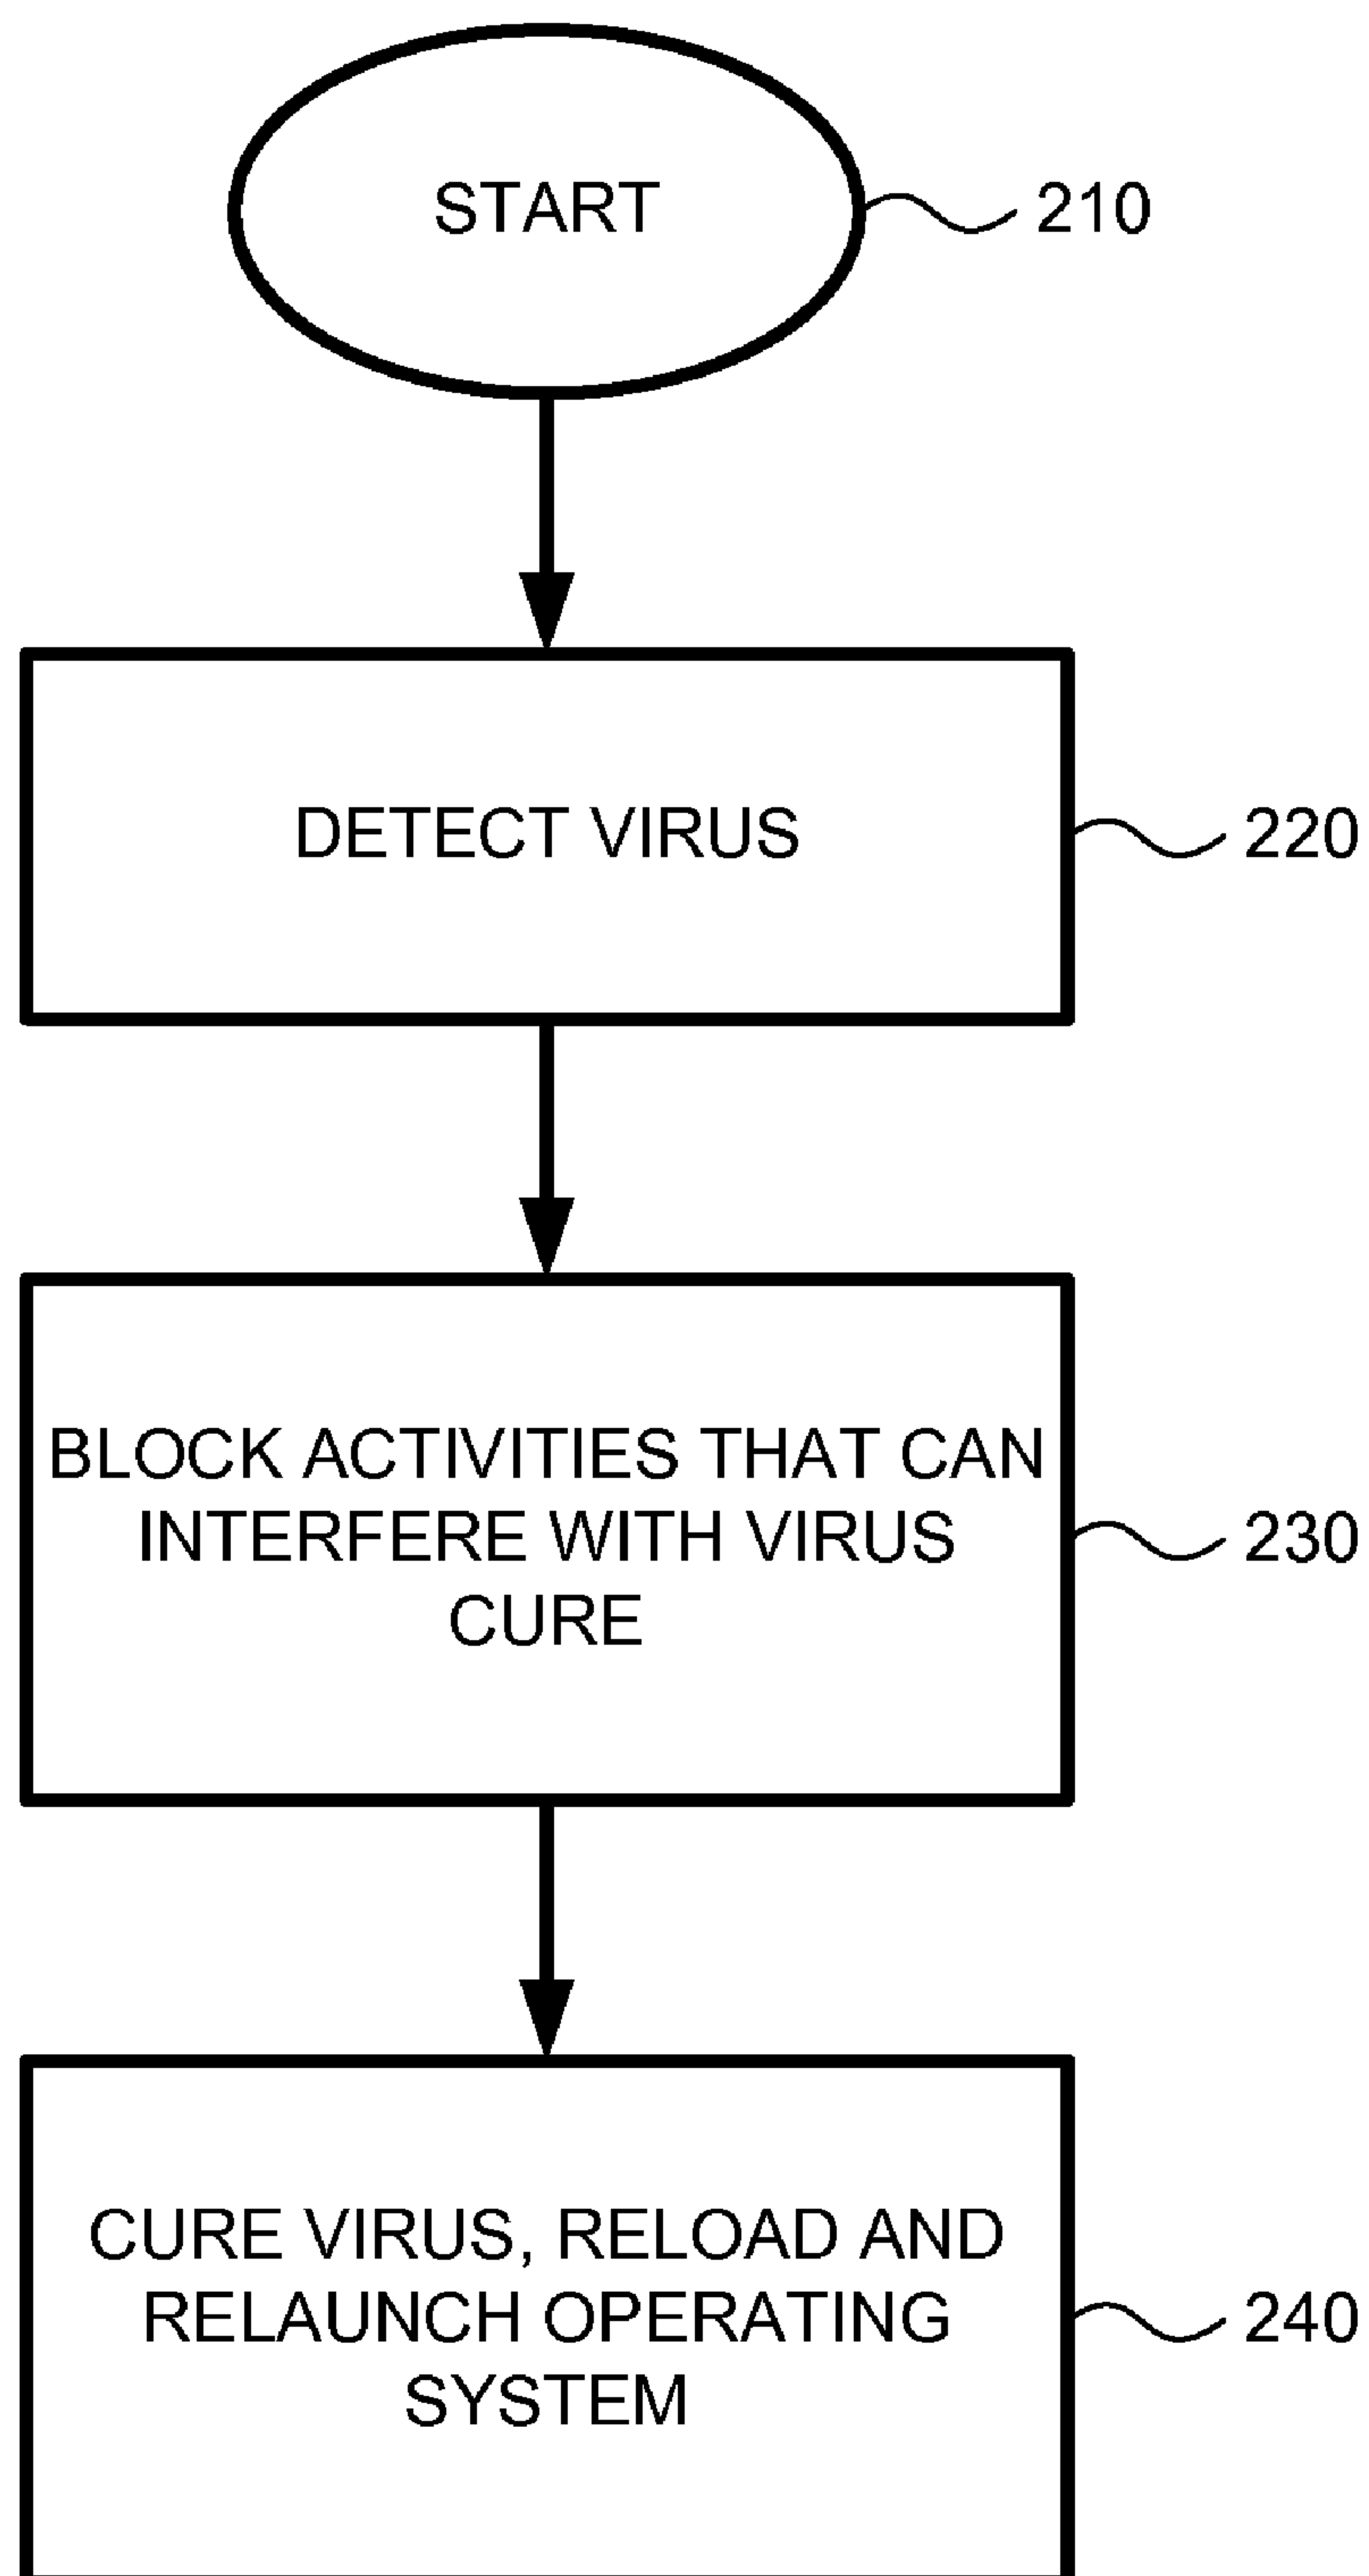 START
210
DETECT VIRUS
220
BLOCK ACTIVITIES THAT CAN
INTERFERE WITH VIRUS
CURE
230
CURE VIRUS, RELOAD AND
RELAUNCH OPERATING
SYSTEM
240